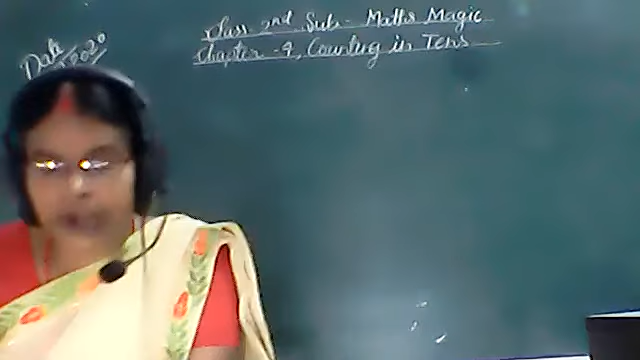 Class 2nd Sub - Maths Magic
Chapter - 4, Counting in Tens
Date